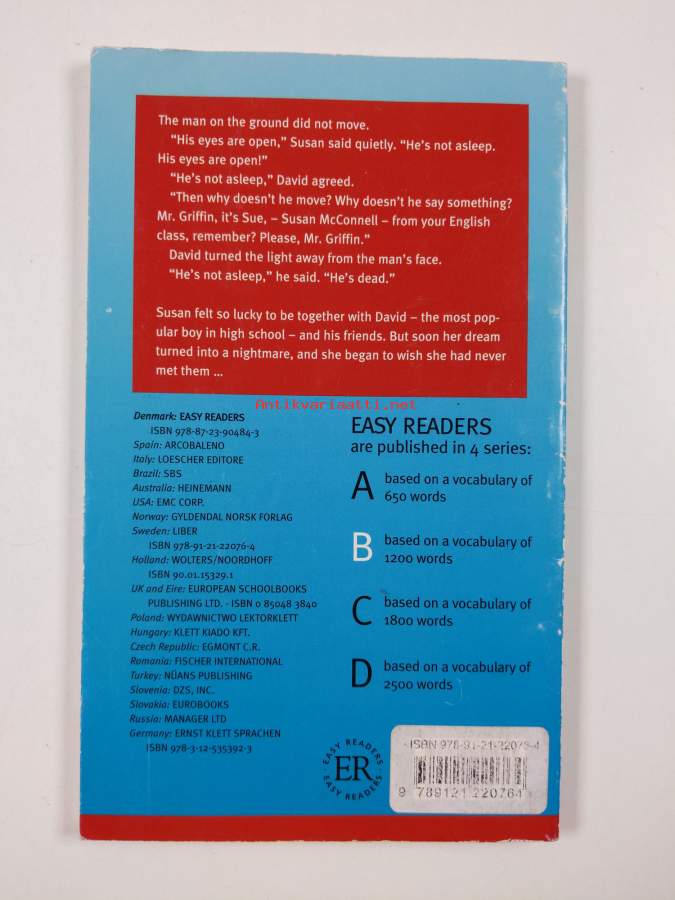 The man on the ground did not move.
“His eyes are open,” Susan said quietly. “He’s not asleep.
His eyes are open!”
“He’s not asleep,” David agreed.
“Then why doesn’t he move? Why doesn’t he say something?
Mr. Griffin, it’s Sue, – Susan McConnell – from your English
class, remember? Please, Mr. Griffin.”
David turned the light away from the man’s face.
“He’s not asleep,” he said. “He’s dead.”
Susan felt so lucky to be together with David – the most pop-
ular boy in high school – and his friends. But soon her dream
turned into a nightmare, and she began to wish she had never
met them ...
Antikvariaatti.net
Denmark: EASY READERS
ISBN 978-87-23-90484-3
Spain: ARCOBALENO
Italy: LOESCHER EDITORE
Brazil: SBS
Australia: HEINEMANN
USA: EMC CORP.
Norway: GYLDENDAL NORSK FORLAG
Sweden: LIBER
ISBN 978-91-21-22076-4
Holland: WOLTERS/NOORDHOFF
ISBN 90.01.15329.1
UK and Eire: EUROPEAN SCHOOLBOOKS
PUBLISHING LTD. - ISBN 0 85048 3840
Poland: WYDAWNICTWO LEKTORKLETT
Hungary: KLETT KIADO KFT.
Czech Republic: EGMONT C.R.
Romania: FISCHER INTERNATIONAL
Turkey: NÜANS PUBLISHING
Slovenia: DZS, INC.
Slovakia: EUROBOOKS
Russia: MANAGER LTD
Germany: ERNST KLETT SPRACHEN
ISBN 978-3-12-535392-3
EASY READERS
are published in 4 series:
A based on a vocabulary of
650 words
B based on a vocabulary of
1200 words
C based on a vocabulary of
1800 words
D based on a vocabulary of
2500 words
EASY READERS
ER
EASY READERS
ISBN 978-91-21-22076-4
9 789121 220764